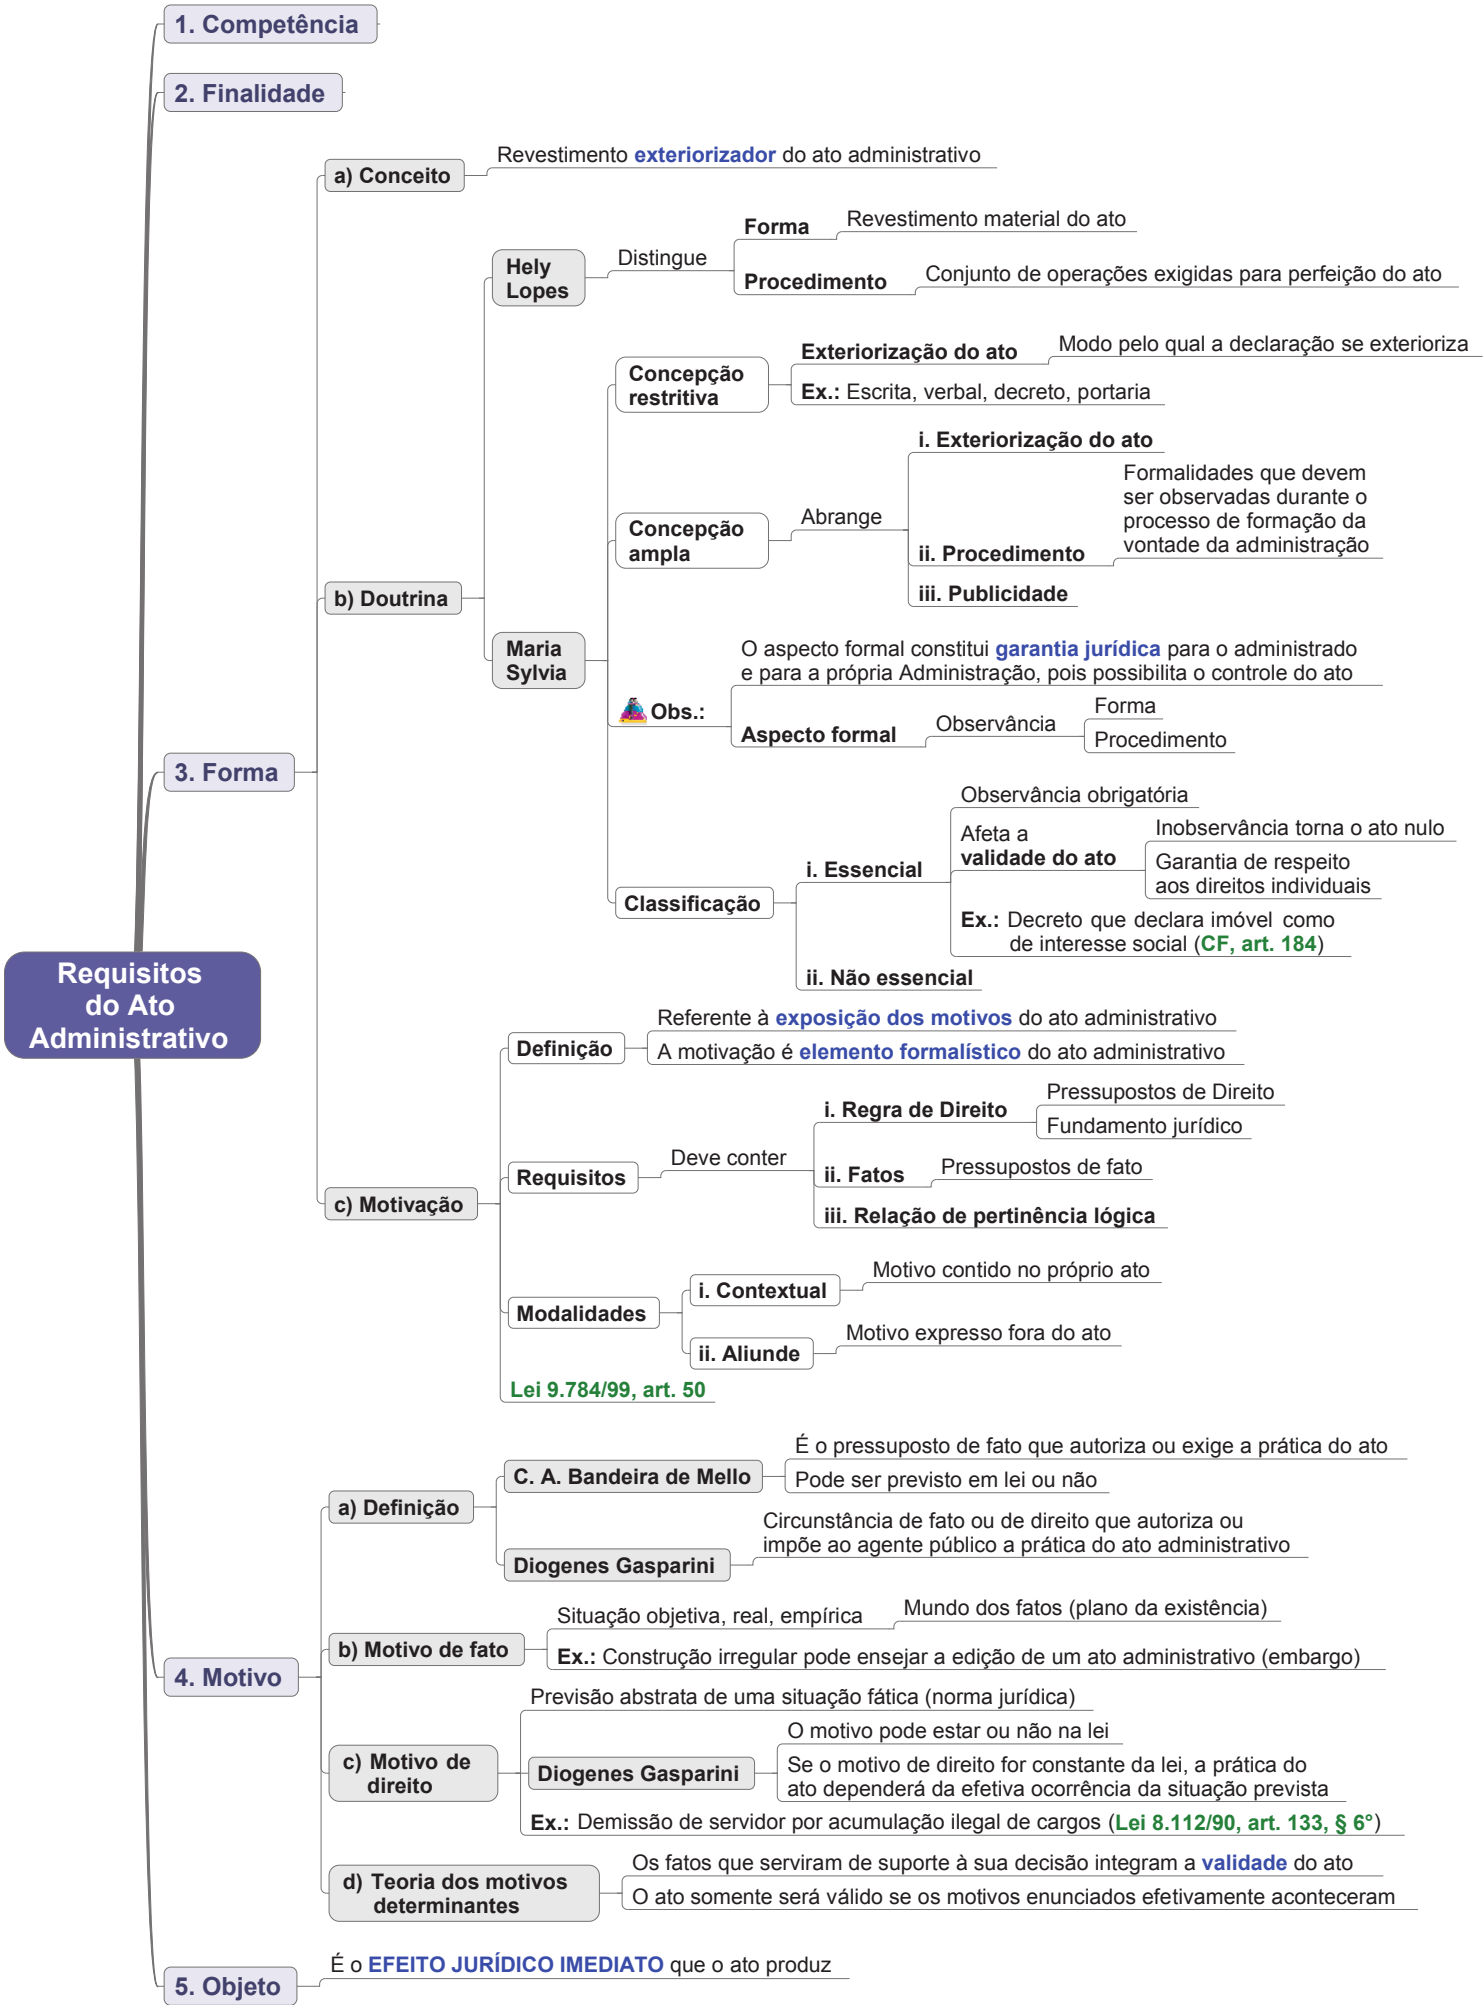 1. Competência
2. Finalidade
3. Forma
a) Conceito
Revestimento exteriorizador do ato administrativo
b) Doutrina
Hely
Lopes
Distingue
Forma
Revestimento material do ato
Procedimento
Conjunto de operações exigidas para perfeição do ato
Maria
Sylvia
Concepção
restritiva
Exteriorização do ato
Modo pelo qual a declaração se exterioriza
Ex.: Escrita, verbal, decreto, portaria
Concepção
ampla
Abrange
i. Exteriorização do ato
ii. Procedimento
Formalidades que devem
ser observadas durante o
processo de formação da
vontade da administração
iii. Publicidade
Obs.:
O aspecto formal constitui garantia jurídica para o administrado
e para a própria Administração, pois possibilita o controle do ato
Aspecto formal
Observância
Forma
Procedimento
Classificação
i. Essencial
Observância obrigatória
Afeta a
validade do ato
Inobservância torna o ato nulo
Garantia de respeito
aos direitos individuais
Ex.: Decreto que declara imóvel como
de interesse social (CF, art. 184)
ii. Não essencial
Requisitos
do Ato
Administrativo
c) Motivação
Definição
Referente à exposição dos motivos do ato administrativo
A motivação é elemento formalístico do ato administrativo
Requisitos
Deve conter
i. Regra de Direito
Pressupostos de Direito
Fundamento jurídico
ii. Fatos
Pressupostos de fato
iii. Relação de pertinência lógica
Modalidades
i. Contextual
Motivo contido no próprio ato
ii. Aliunde
Motivo expresso fora do ato
Lei 9.784/99, art. 50
4. Motivo
a) Definição
C. A. Bandeira de Mello
É o pressuposto de fato que autoriza ou exige a prática do ato
Pode ser previsto em lei ou não
Diogenes Gasparini
Circunstância de fato ou de direito que autoriza ou
impõe ao agente público a prática do ato administrativo
b) Motivo de fato
Situação objetiva, real, empírica
Mundo dos fatos (plano da existência)
Ex.: Construção irregular pode ensejar a edição de um ato administrativo (embargo)
c) Motivo de
direito
Previsão abstrata de uma situação fática (norma jurídica)
Diogenes Gasparini
O motivo pode estar ou não na lei
Se o motivo de direito for constante da lei, a prática do
ato dependerá da efetiva ocorrência da situação prevista
Ex.: Demissão de servidor por acumulação ilegal de cargos (Lei 8.112/90, art. 133, § 6°)
d) Teoria dos motivos
determinantes
Os fatos que serviram de suporte à sua decisão integram a validade do ato
O ato somente será válido se os motivos enunciados efetivamente aconteceram
5. Objeto
É o EFEITO JURÍDICO IMEDIATO que o ato produz